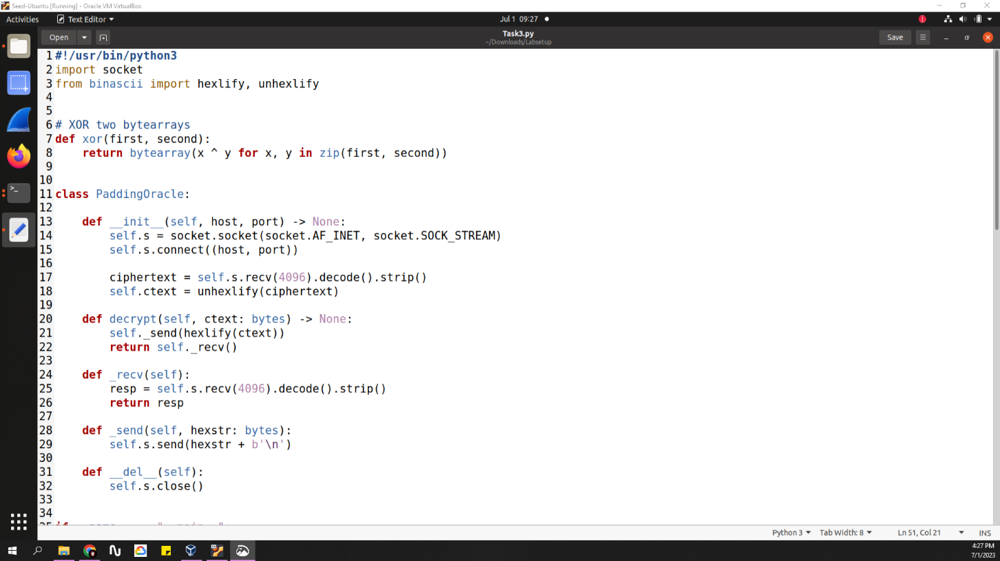 Seed-Ubuntu [Running] - Oracle VM VirtualBox
Activities Text Editor Jul 1 09:27
Open Task3.py Save
~/Downloads/Labsetup
1 #!/usr/bin/python3
2 import socket
3 from binascii import hexlify, unhexlify
4
5
6 # XOR two bytearrays
7 def xor(first, second):
8     return bytearray(x ^ y for x, y in zip(first, second))
9
10
11 class PaddingOracle:
12
13     def __init__(self, host, port) -> None:
14         self.s = socket.socket(socket.AF_INET, socket.SOCK_STREAM)
15         self.s.connect((host, port))
16
17         ciphertext = self.s.recv(4096).decode().strip()
18         self.ctext = unhexlify(ciphertext)
19
20     def decrypt(self, ctext: bytes) -> None:
21         self._send(hexlify(ctext))
22         return self._recv()
23
24     def _recv(self):
25         resp = self.s.recv(4096).decode().strip()
26         return resp
27
28     def _send(self, hexstr: bytes):
29         self.s.send(hexstr + b'\n')
30
31     def __del__(self):
32         self.s.close()
33
34
Python 3 Tab Width: 8 Ln 51, Col 21 INS
4:27 PM
7/1/2023